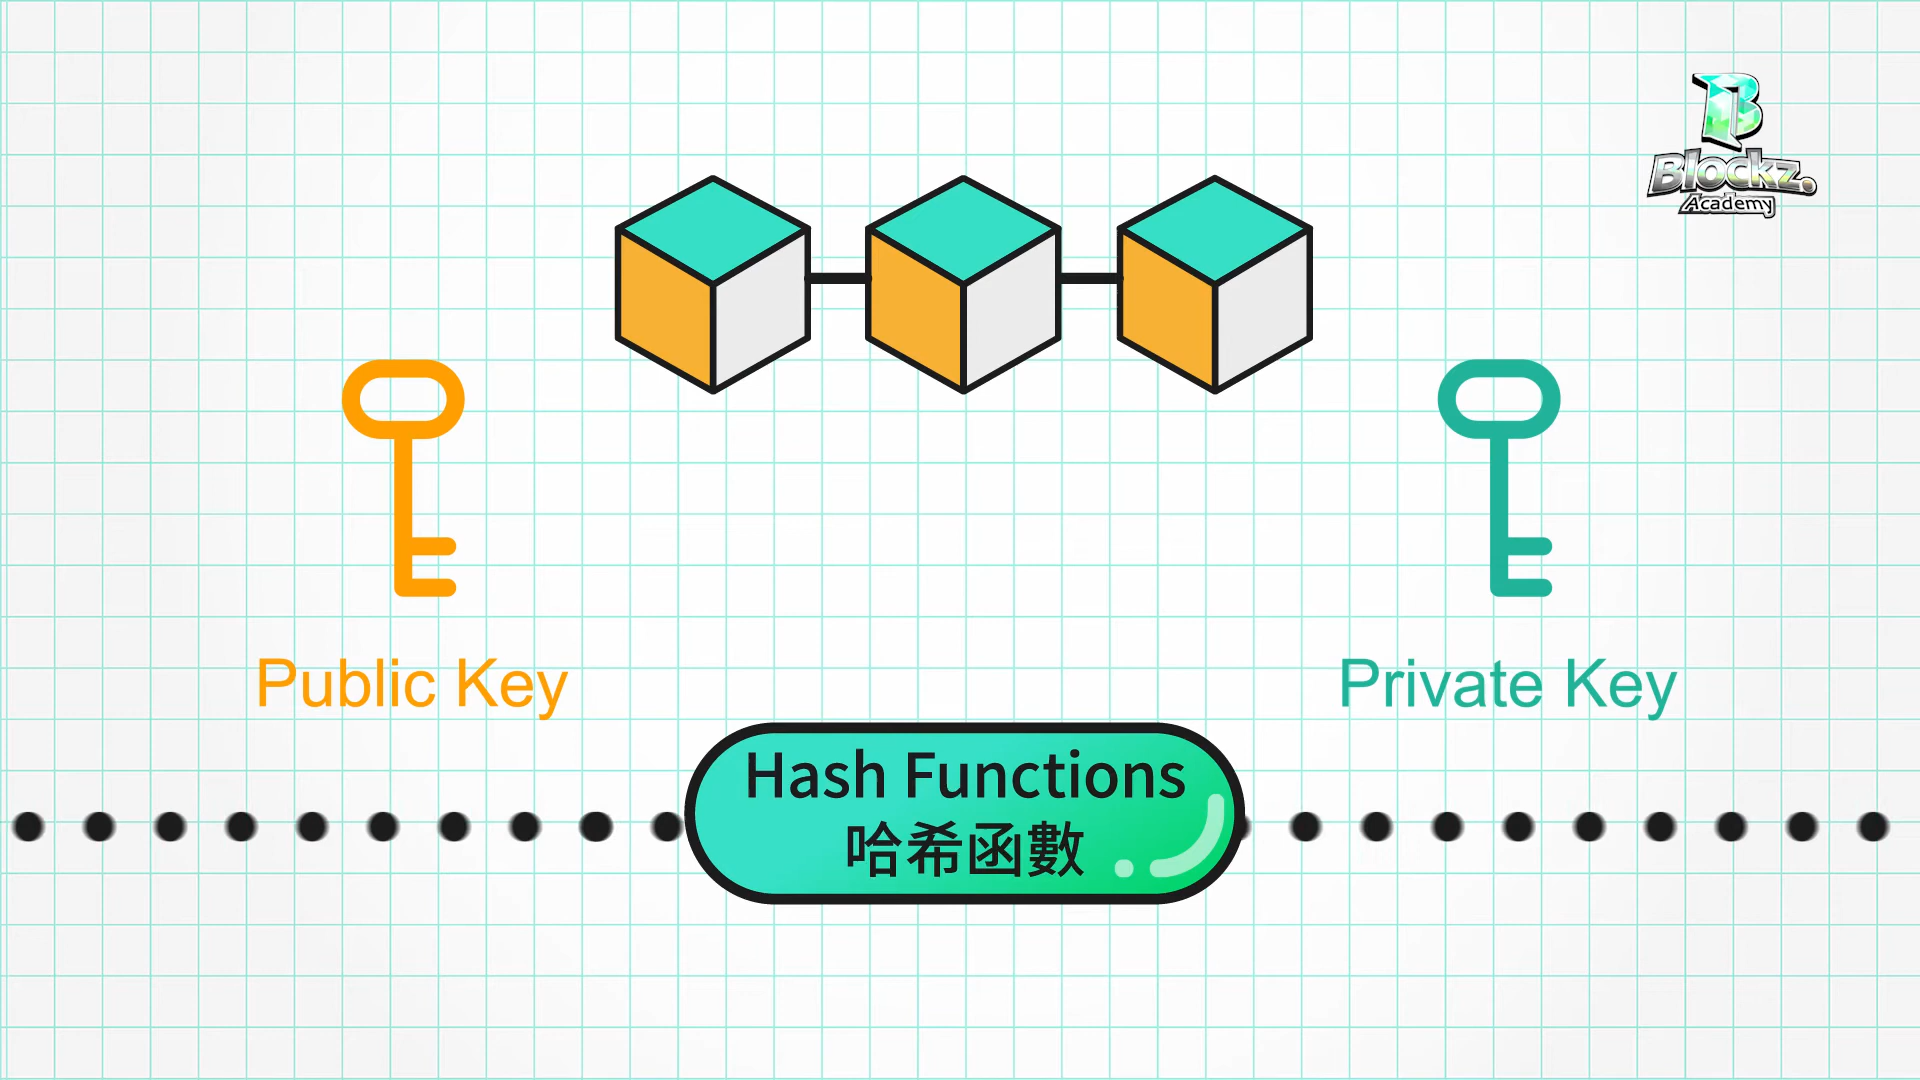 Blockz.
Academy
Public Key
Private Key
Hash Functions
哈希函數